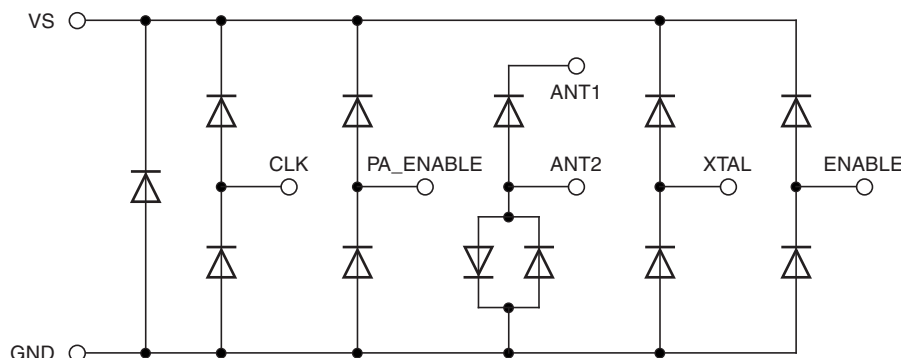 VS
ANT1
CLK
PA_ENABLE
ANT2
XTAL
ENABLE
GND